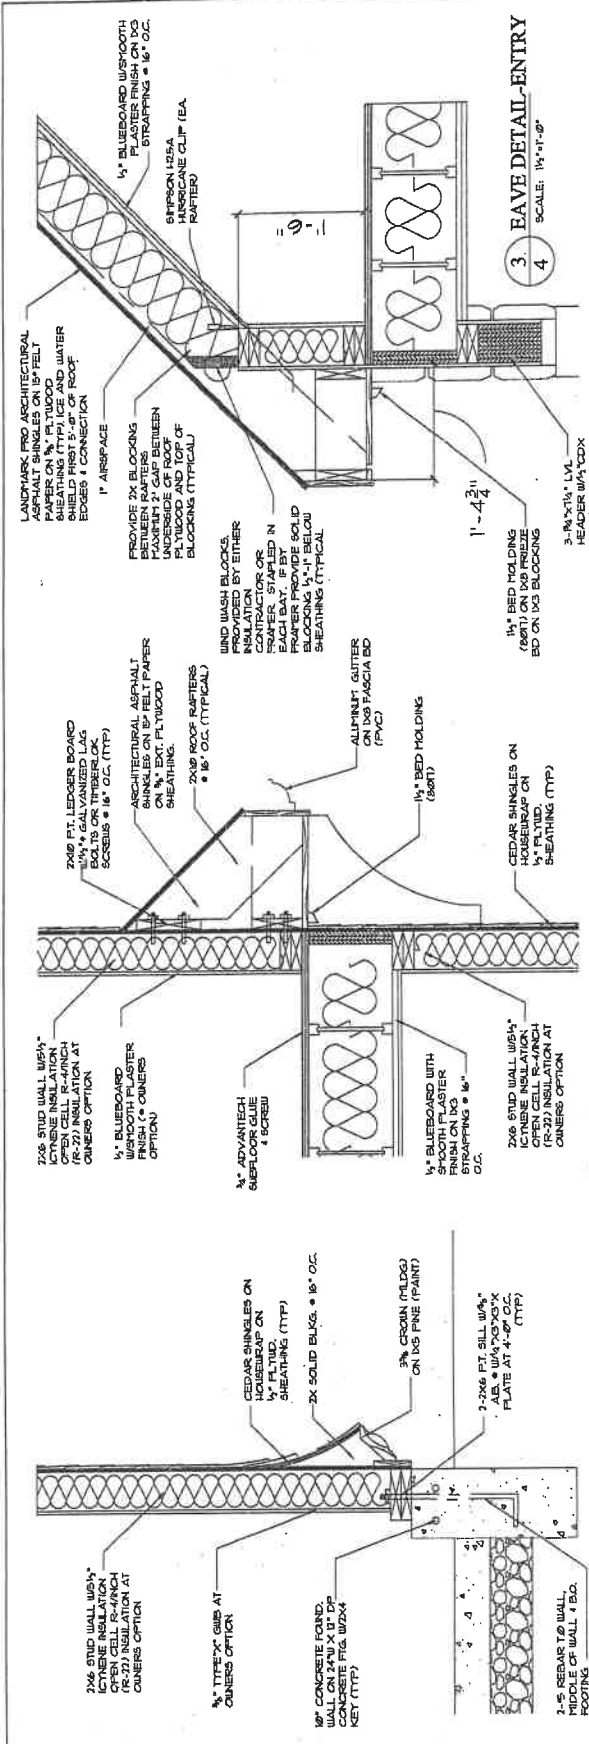 2X6 STUD WALL W/5½"
ICYNENE INSULATION
OPEN CELL R-4/INCH
(R-22) INSULATION AT
OWNERS OPTION
⅝" TYPE "X" GWB AT
OWNERS OPTION
10" CONCRETE FOUND.
WALL ON 24"W X 12" DP
CONCRETE FTG. W/2X4
KEY (TYP)
2-#5 REBAR T.O WALL,
MIDDLE OF WALL & B.O.
FOOTING
CEDAR SHINGLES ON
HOUSEWRAP ON
½" PLYWD.
SHEATHING (TYP)
2X SOLID BLKG. @ 16" O.C.
CROWN (MLDG)
ON 1X5 PINE (PAINT)
2-2X6 P.T. SILL W/⅝"
A.B. @ W/¼"X3"X3"X
PLATE AT 4'-0" O.C.
(TYP)
2X6 STUD WALL W/5½"
ICYNENE INSULATION
OPEN CELL R-4/INCH
(R-22) INSULATION AT
OWNERS OPTION
½" BLUEBOARD
W/SMOOTH PLASTER
FINISH (@ OWNERS
OPTION)
¾" ADVANTECH
SUBFLOOR GLUE
& SCREW
½" BLUEBOARD WITH
SMOOTH PLASTER
FINISH ON 1X3
STRAPPING @ 16"
O.C.
2X6 STUD WALL W/5½"
ICYNENE INSULATION
OPEN CELL R-4/INCH
(R-22) INSULATION AT
OWNERS OPTION
2X10 P.T. LEDGER BOARD
GALVANIZED LAG
BOLTS OR TIMBERLOK
SCREWS @ 16" O.C. (TYP)
ARCHITECTURAL ASPHALT
SHINGLES ON 15# FELT PAPER
ON ⅝" EXT. PLYWOOD
SHEATHING.
2X10 ROOF RAFTERS
@ 16" O.C. (TYPICAL)
ALUMINUM GUTTER
ON 1X8 FASCIA BD
(PVC)
1½" BED MOLDING
(8017)
CEDAR SHINGLES ON
HOUSEWRAP ON
½" PLYWD.
SHEATHING (TYP)
LANDMARK PRO ARCHITECTURAL
ASPHALT SHINGLES ON 15# FELT
PAPER ON ⅝" PLYWOOD
SHEATHING (TYP). ICE AND WATER
SHIELD FIRST 5'-0" OF ROOF
EDGES & CONNECTION
1" AIRSPACE
PROVIDE 2X BLOCKING
BETWEEN RAFTERS
MAXIMUM 2" GAP BETWEEN
UNDERSIDE OF ROOF
PLYWOOD AND TOP OF
BLOCKING (TYPICAL)
WIND WASH BLOCKS,
PROVIDED BY EITHER
INSULATION
CONTRACTOR OR
FRAMER. STAPLED IN
EACH BAY. IF BY
FRAMER PROVIDE SOLID
BLOCKING ½"-1" BELOW
SHEATHING (TYPICAL
½" BLUEBOARD W/SMOOTH
PLASTER FINISH ON 1X3
STRAPPING @ 16" O.C.
SIMPSON H2.5A
HURRICANE CLIP (EA.
RAFTER)
1'-4¾"
1½" BED MOLDING
(8017) ON 1X8 FRIEZE
BD ON 1X3 BLOCKING
3-1¾"X7¼" LVL
HEADER W/½"CDX
3
4
EAVE DETAIL-ENTRY
SCALE: 1½"=1'-0"